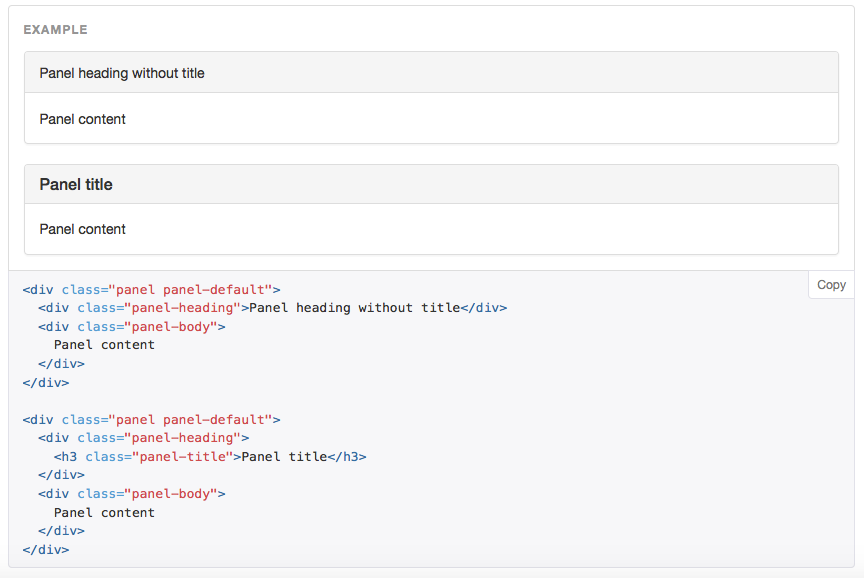 EXAMPLE
Panel heading without title
Panel content
Panel title
Panel content
Copy
<div class="panel panel-default">
  <div class="panel-heading">Panel heading without title</div>
  <div class="panel-body">
    Panel content
  </div>
</div>

<div class="panel panel-default">
  <div class="panel-heading">
    <h3 class="panel-title">Panel title</h3>
  </div>
  <div class="panel-body">
    Panel content
  </div>
</div>